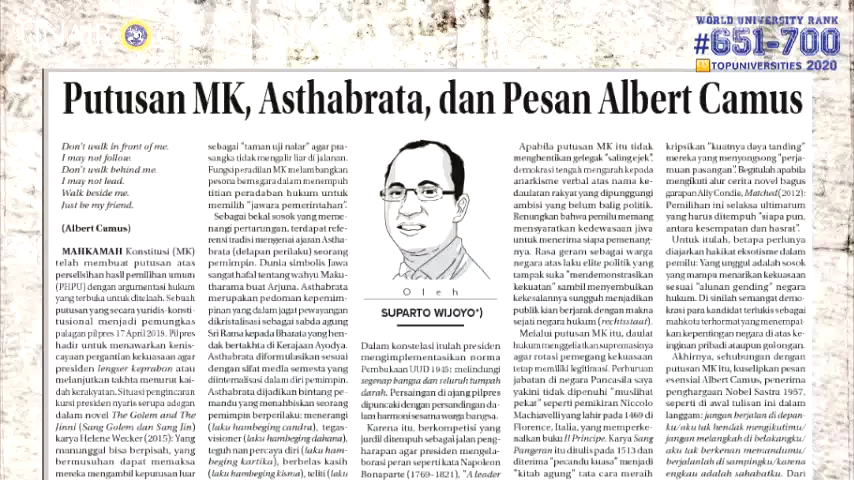 WORLD UNIVERSITY RANK
#651-700
TOPUNIVERSITIES 2020
Putusan MK, Asthabrata, dan Pesan Albert Camus
Don't walk in front of me.
I may not follow.
Don't walk behind me.
I may not lead.
Walk beside me.
Just be my friend.
(Albert Camus)
MAHKAMAH Konstitusi (MK)
telah membuat putusan atas
perselisihan hasil pemilihan umum
(PHPU) dengan argumentasi hukum
yang terbuka untuk ditelaah. Sebuah
putusan yang secara yuridis-konsti-
tusional menjadi pemungkas
palagan pilpres 17 April 2019. Pilpres
hadir untuk menawarkan kenis-
cayaan pergantian kekuasaan agar
presiden lengser keprabon atau
melanjutkan takhta menurut kai-
dah kerakyatan. Situasi pengincaran
kursi presiden nyaris serupa adegan
dalam novel The Golem and The
Jinni (Sang Golem dan Sang Jin)
karya Helene Wecker (2015): Yang
manunggal bisa berpisah, yang
bermusuhan dapat memaksa
mereka mengambil keputusan luar
sebagai "taman uji nalar" agar pra-
sangka tidak mengalir liar di jalanan.
Fungsi peradilan MK melambangkan
pesona bernegara dalam menempuh
titian peradaban hukum untuk
memilih "jawara pemerintahan".
Sebagai bekal sosok yang meme-
nangi pertarungan, terdapat refe-
rensi tradisi mengenai ajaran Astha-
brata (delapan perilaku) seorang
pemimpin. Dunia simbolis Jawa
sangat hafal tentang wahyu Maku-
tharama buat Arjuna. Asthabrata
merupakan pedoman kepemim-
pinan yang dalam jagat pewayangan
dikristalisasi sebagai sabda agung
Sri Rama kepada Bharata yang hen-
dak bertakhta di Kerajaan Ayodya.
Asthabrata diformulasikan sesuai
dengan sifat media semesta yang
diinternalisasi dalam diri pemimpin.
Asthabrata dijadikan bintang pe-
mandu yang menahbiskan seorang
pemimpin berperilaku: menerangi
(laku hambeging candra), tegas-
visioner (laku hambeging dahana),
teguh nan percaya diri (laku ham-
beging kartika), berbelas kasih
(laku hambeging kisma), teliti (laku
Oleh
SUPARTO WIJOYO*)
Dalam konstelasi itulah presiden
mengimplementasikan norma
Pembukaan UUD 1945: melindungi
segenap bangsa dan seluruh tumpah
darah. Persaingan di ajang pilpres
dipuncaki dengan persandingan da-
lam harmoni sesama warga bangsa.
Karena itu, berkompetisi yang
jurdil ditempuh sebagai jalan peng-
harapan agar presiden mengela-
borasi peran seperti kata Napoleon
Bonaparte (1769–1821), "A leader
Apabila putusan MK itu tidak
menghentikan gelegak "saling ejek",
demokrasi tengah mengarah kepada
anarkisme verbal atas nama ke-
daulatan rakyat yang dipunggungi
ambisi yang belum balig politik.
Renungkan bahwa pemilu memang
mensyaratkan kedewasaan jiwa
untuk menerima siapa pemenang-
nya. Rasa geram sebagai warga
negara atas laku elite politik yang
tampak suka "mendemonstrasikan
kekuatan" sambil menyembulkan
kekesalannya sungguh menjadikan
publik kian berjarak dengan makna
sejati negara hukum (rechtsstaat).
Melalui putusan MK itu, daulat
hukum menggelia supremasinya
agar rotasi pemegang kekuasaan
tetap memiliki legitimasi. Perburuan
jabatan di negara Pancasila saya
yakini tidak dipenuhi "muslihat
pekat" seperti pemikiran Niccolo
Machiavelli yang lahir pada 1469 di
Florence, Italia, yang memperke-
nalkan buku Il Principe. Karya Sang
Pangeran itu ditulis pada 1513 dan
diterima "pecandu kuasa" menjadi
"kitab agung" tata cara meraih
kripsikan "kuatnya daya tanding"
mereka yang menyongsong "perja-
muan pasangan". Begitulah apabila
mengikuti alur cerita novel bagus
garapan Ally Condie, Matched (2012):
Pemilihan ini selaksa ultimatum
yang harus ditempuh "siapa pun,
antara kesempatan dan hasrat".
Untuk itulah, betapa perlunya
diajarkan hakikat eksotisme dalam
pemilu: Yang unggul adalah sosok
yang mampu menarikan kekuasaan
sesuai "alunan gending" negara
hukum. Di sinilah semangat demo-
krasi para kandidat terlukis sebagai
mahkota terhormat yang menempat-
kan kepentingan negara di atas ke-
inginan pribadi ataupun golongan.
Akhirnya, sehubungan dengan
putusan MK itu, kuselipkan pesan
esensial Albert Camus, penerima
penghargaan Nobel Sastra 1957,
seperti di awal tulisan ini dalam
langgam: jangan berjalan di depan-
ku/aku tak hendak mengikutimu/
jangan melangkah di belakangku/
aku tak berkenan memandumu/
berjalanlah di sampingku/karena
engkau adalah sahabatku. Dari